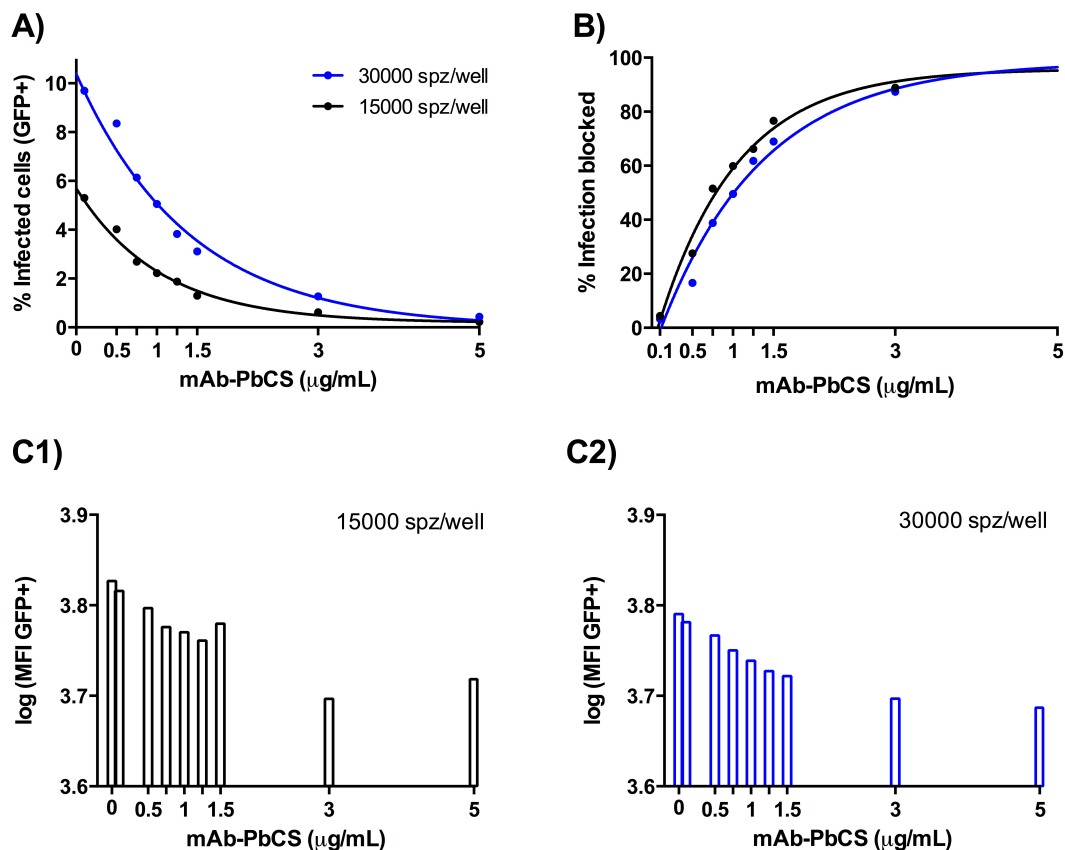 A)
% Infected cells (GFP+)
10
8
6
4
2
0
30000 spz/well
15000 spz/well
0 0.5 1 1.5 3 5
mAb-PbCS (μg/mL)
B)
% Infection blocked
100
80
60
40
20
0
0.1 0.5 1 1.5 3 5
mAb-PbCS (μg/mL)
C1)
15000 spz/well
log (MFI GFP+)
3.9
3.8
3.7
3.6
0 0.5 1 1.5 3 5
mAb-PbCS (μg/mL)
C2)
30000 spz/well
log (MFI GFP+)
3.9
3.8
3.7
3.6
0 0.5 1 1.5 3 5
mAb-PbCS (μg/mL)